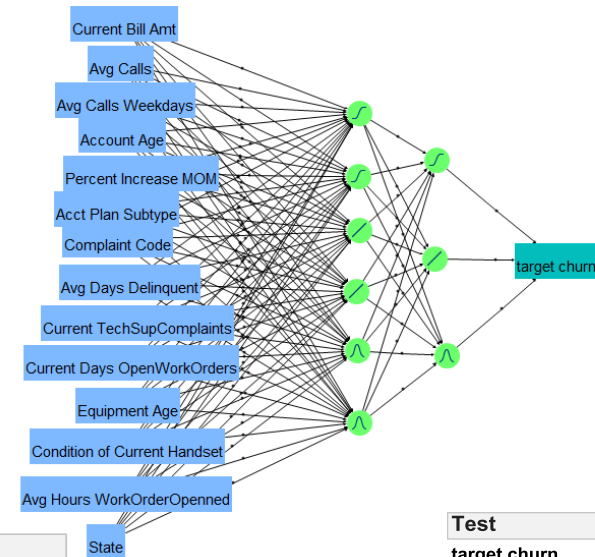 Current Bill Amt
Avg Calls
Avg Calls Weekdays
Account Age
Percent Increase MOM
Acct Plan Subtype
Complaint Code
Avg Days Delinquent
Current TechSupComplaints
Current Days OpenWorkOrders
Equipment Age
Condition of Current Handset
Avg Hours WorkOrderOpenned
State
target churn
Test
target churn